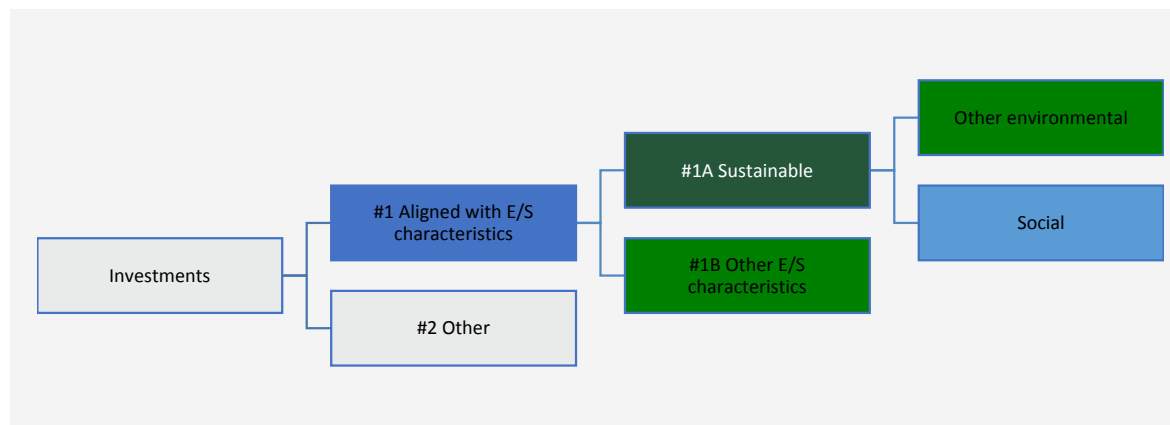 Investments
#1 Aligned with E/S
characteristics
#2 Other
#1A Sustainable
#1B Other E/S
characteristics
Other environmental
Social